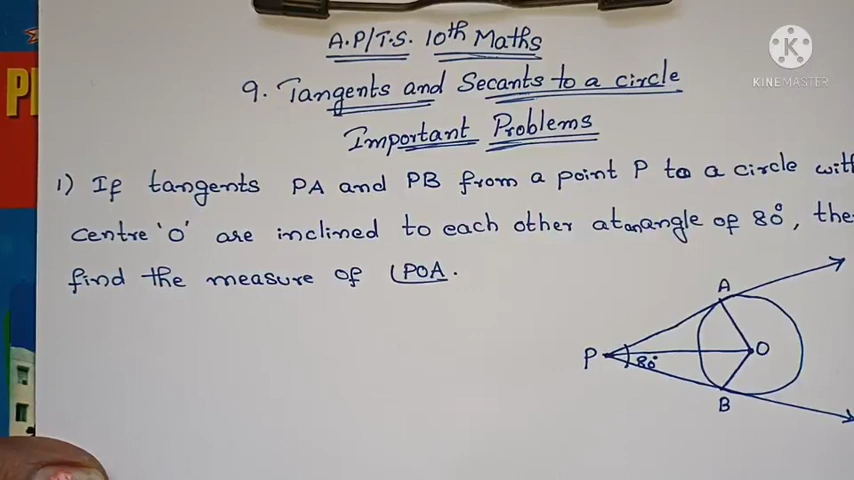 A.P/T.S. 10th Maths
9. Tangents and Secants to a circle
Important Problems
KINEMASTER
1) If tangents PA and PB from a point P to a circle with
centre 'O' are inclined to each other at an angle of 80°, the
find the measure of ∠POA.
A
P 80° O
B